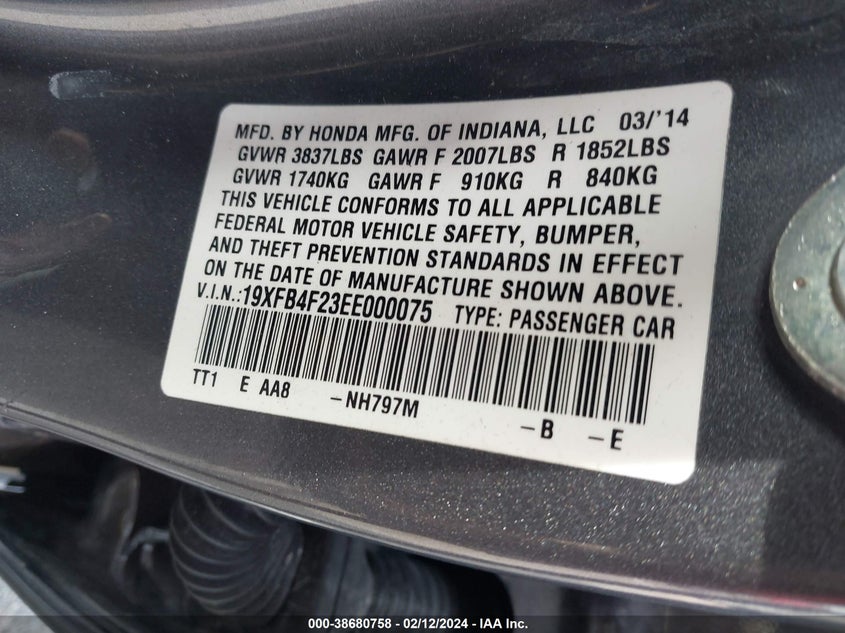 MFD. BY HONDA MFG. OF INDIANA, LLC 03/'14
GVWR 3837LBS GAWR F 2007LBS R 1852LBS
GVWR 1740KG GAWR F 910KG R 840KG
THIS VEHICLE CONFORMS TO ALL APPLICABLE
FEDERAL MOTOR VEHICLE SAFETY, BUMPER,
AND THEFT PREVENTION STANDARDS IN EFFECT
ON THE DATE OF MANUFACTURE SHOWN ABOVE.
V.I.N.:19XFB4F23EE000075 TYPE: PASSENGER CAR
TT1 E AA8 -NH797M -B -E
000-38680758 - 02/12/2024 - IAA Inc.